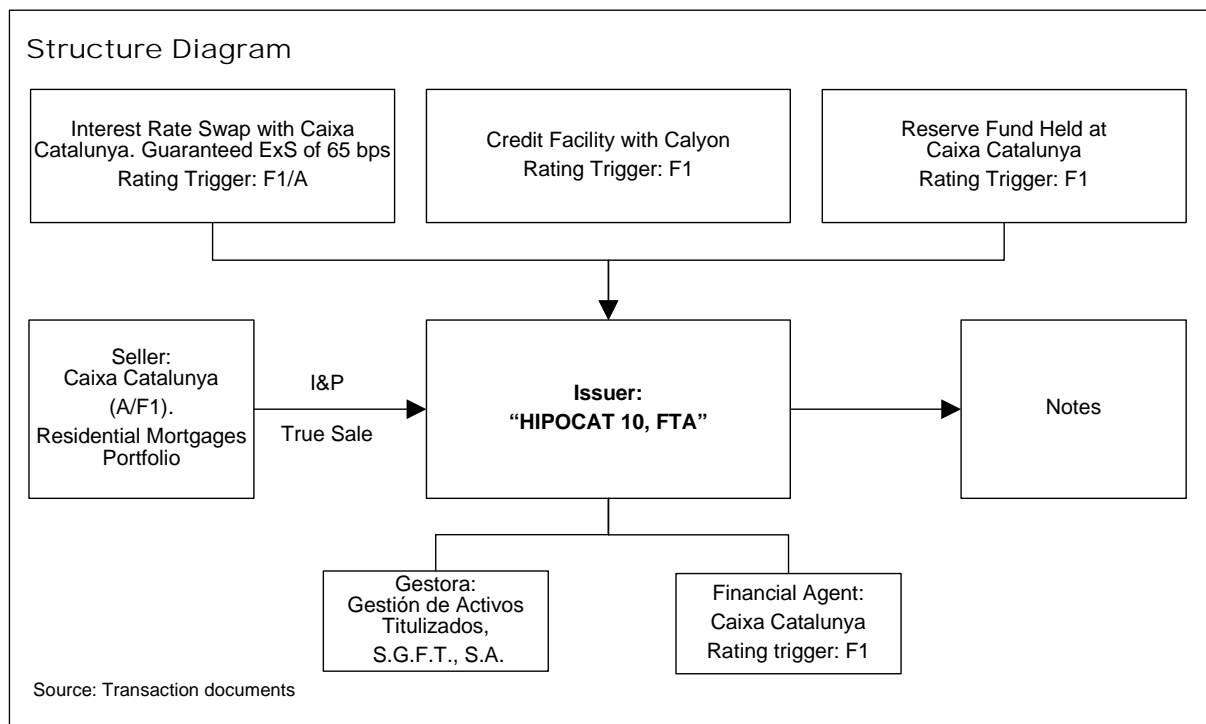 Structure Diagram
Interest Rate Swap with Caixa
Catalunya. Guaranteed ExS of 65 bps
Rating Trigger: F1/A
Credit Facility with Calyon
Rating Trigger: F1
Reserve Fund Held at
Caixa Catalunya
Rating Trigger: F1
Seller:
Caixa Catalunya
(A/F1).
Residential Mortgages
Portfolio
I&P
True Sale
Issuer:
“HIPOCAT 10, FTA”
Notes
Gestora:
Gestión de Activos
Titulizados,
S.G.F.T., S.A.
Financial Agent:
Caixa Catalunya
Rating trigger: F1
Source: Transaction documents